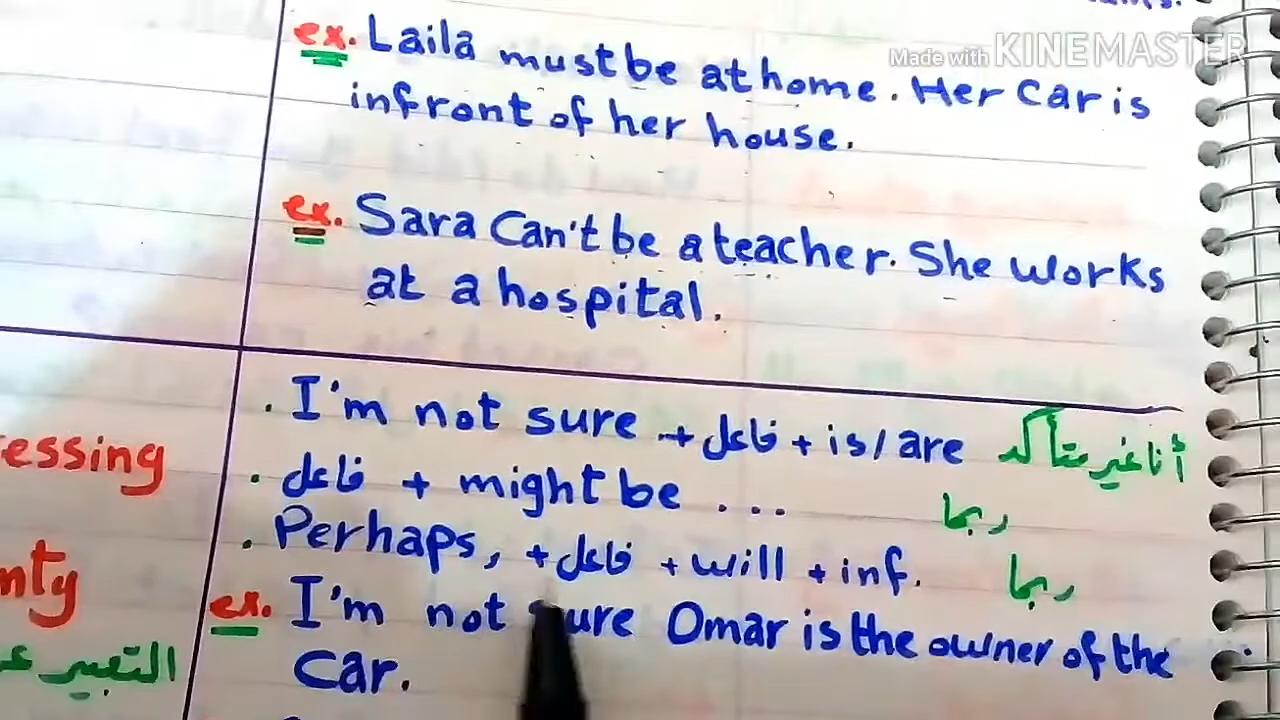 Made with KINEMASTER
ex. Laila must be at home. Her Car is
infront of her house.
ex. Sara Can't be a teacher. She works
at a hospital.
. I'm not sure + فاعل + is/are أنا غير متأكد
. فاعل + might be ... ربما
. Perhaps, + فاعل + will + inf. ربما
ex. I'm not sure Omar is the owner of the
Car.
essing
nty
التعبير